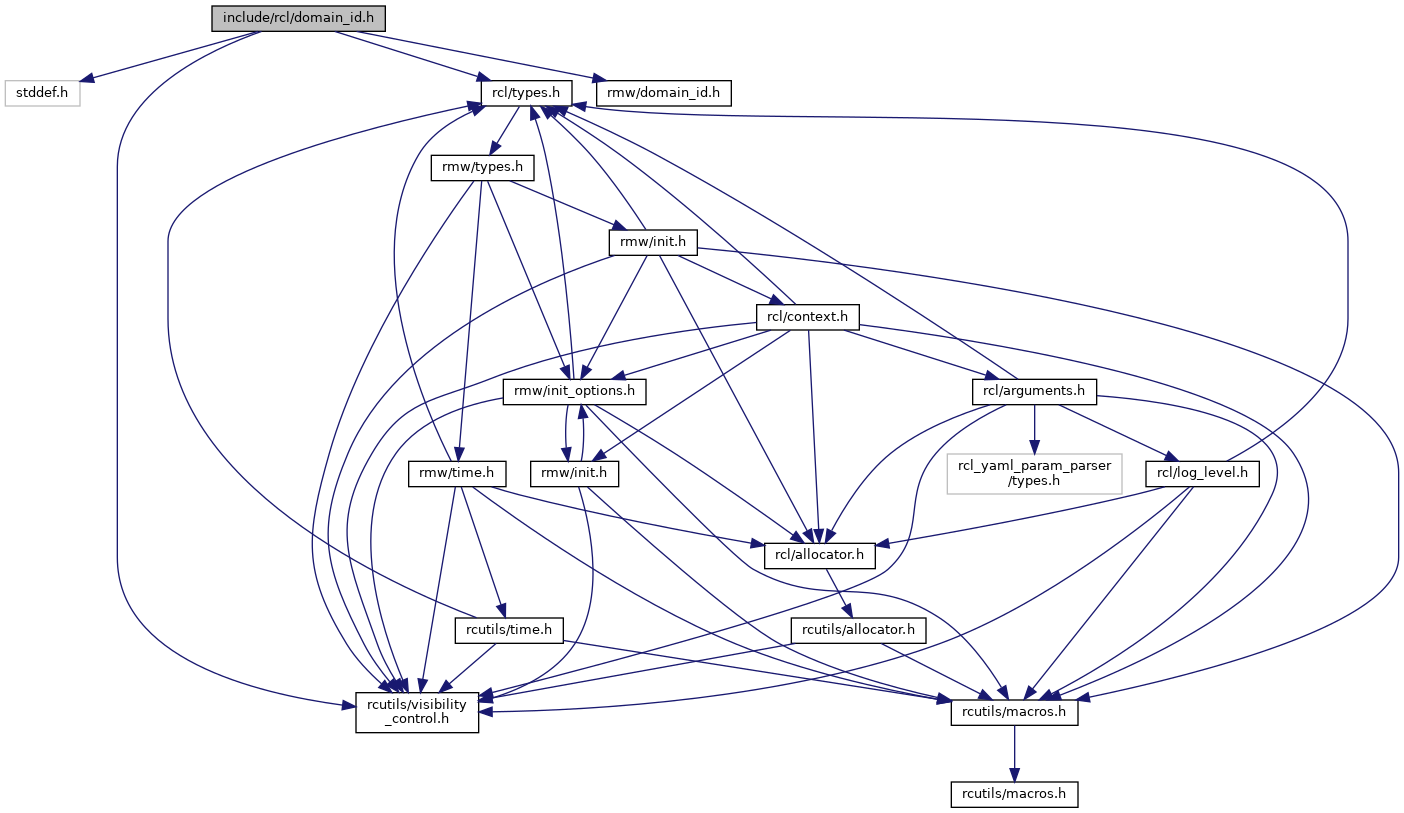 include/rcl/domain_id.h
stddef.h
rcl/types.h
rmw/domain_id.h
rmw/types.h
rmw/init.h
rcl/context.h
rmw/init_options.h
rcl/arguments.h
rmw/time.h
rmw/init.h
rcl_yaml_param_parser
/types.h
rcl/log_level.h
rcl/allocator.h
rcutils/time.h
rcutils/allocator.h
rcutils/visibility
_control.h
rcutils/macros.h
rcutils/macros.h